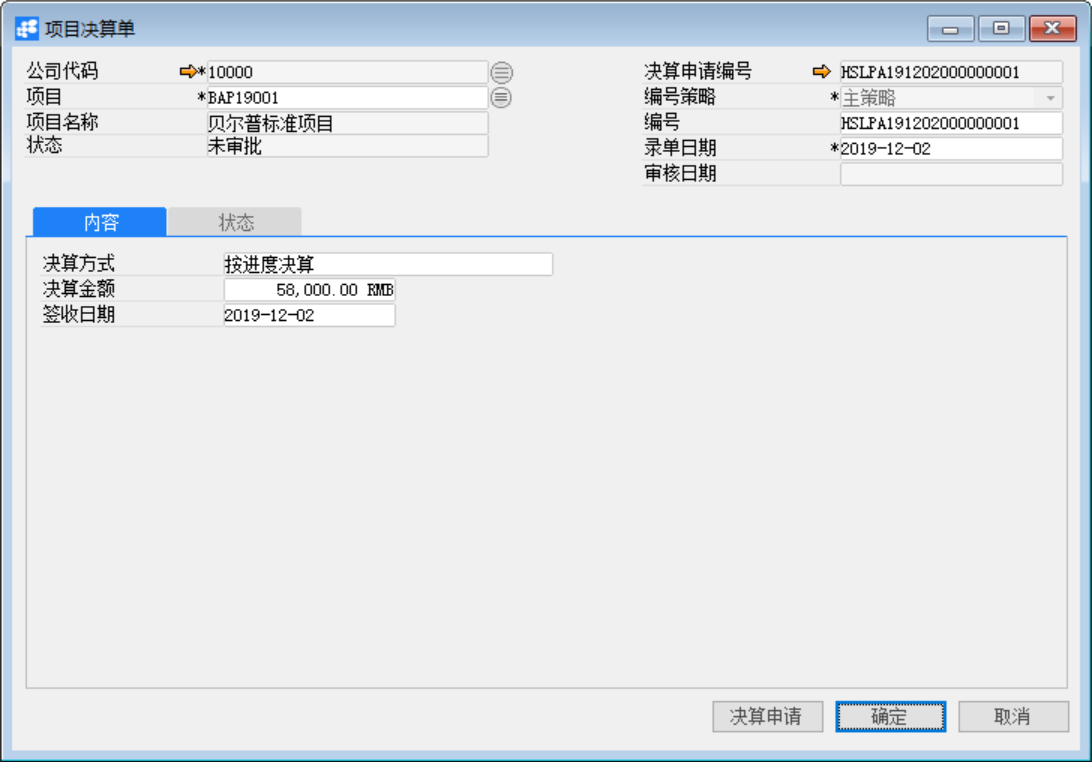 项目决算单
公司代码 *10000
项目 *BAP19001
项目名称 贝尔普标准项目
状态 未审批
决算申请编号 HSLPA191202000000001
编号策略 *主策略
编号 HSLPA191202000000001
录单日期 *2019-12-02
审核日期
内容 状态
决算方式 按进度决算
决算金额 58,000.00 RMB
签收日期 2019-12-02
决算申请 确定 取消